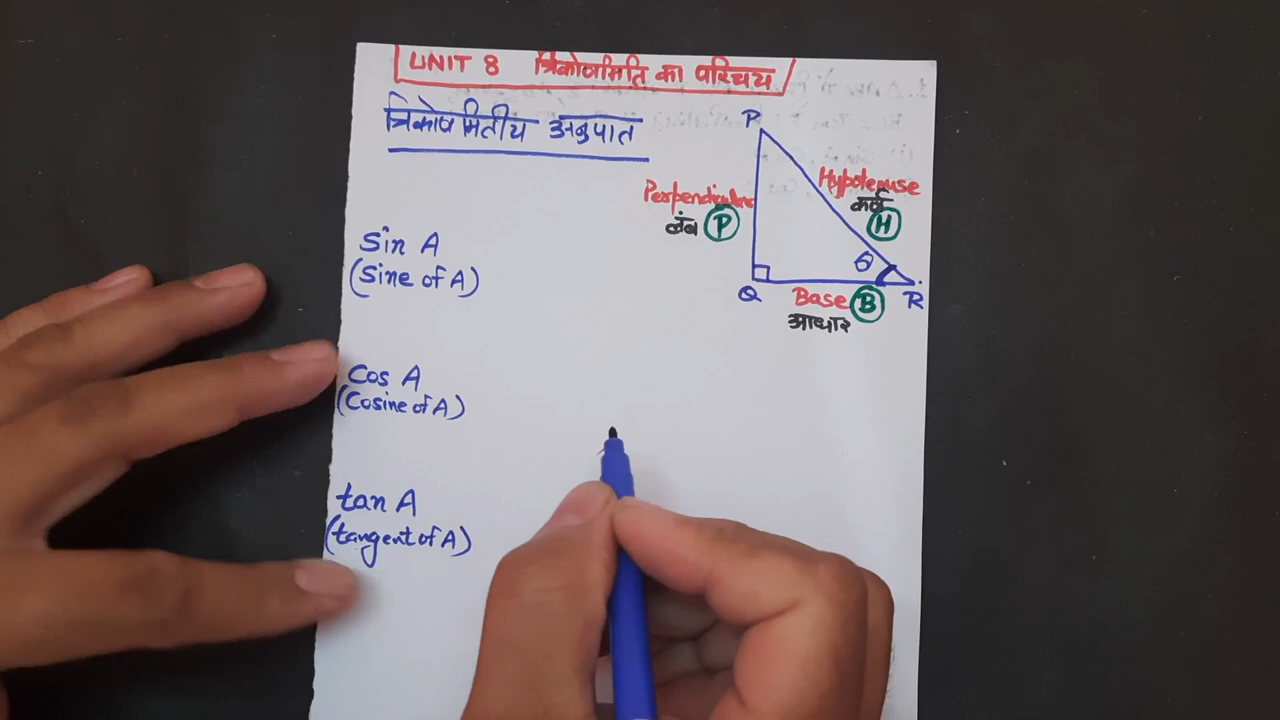 UNIT 8 त्रिकोणमिति का परिचय
त्रिकोणमितीय अनुपात
P
Perpendicular
लंब P
Hypotenuse
कर्ण
H
θ
Q
Base B
R
आधार
sin A
(Sine of A)
Cos A
(Cosine of A)
tan A
(tangent of A)